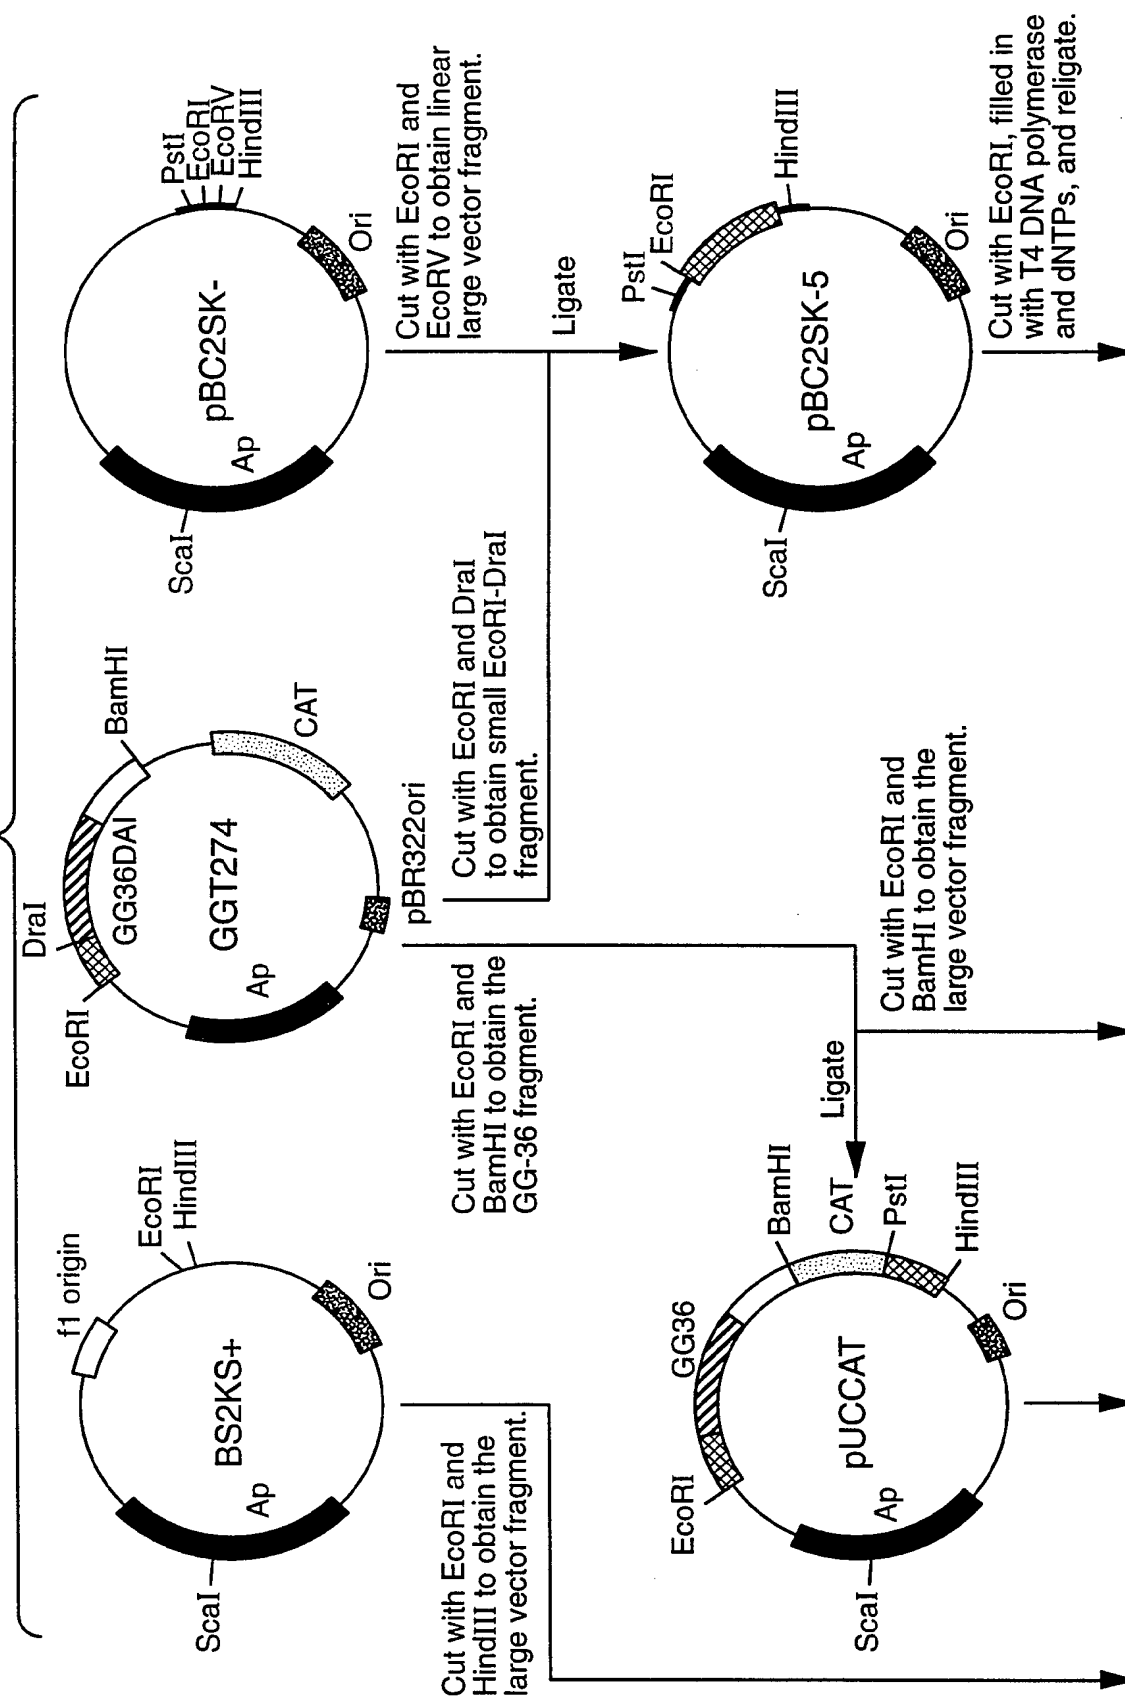 f1 origin
EcoRI
HindIII
ScaI
BS2KS+
Ap
Ori
Cut with EcoRI and
HindIII to obtain the
large vector fragment.
DraI
EcoRI
BamHI
GG36DAI
GGT274
CAT
Ap
pBR322ori
Cut with EcoRI and
BamHI to obtain the
GG-36 fragment.
Cut with EcoRI and DraI
to obtain small EcoRI-DraI
fragment.
PstI
EcoRI
EcoRV
HindIII
ScaI
pBC2SK-
Ap
Ori
Cut with EcoRI and
EcoRV to obtain linear
large vector fragment.
Ligate
GG36
EcoRI
BamHI
CAT
PstI
HindIII
ScaI
pUCCAT
Ap
Ori
Ligate
Cut with EcoRI and
BamHI to obtain the
large vector fragment.
PstI
EcoRI
HindIII
ScaI
pBC2SK-5
Ap
Ori
Cut with EcoRI, filled in
with T4 DNA polymerase
and dNTPs, and religate.